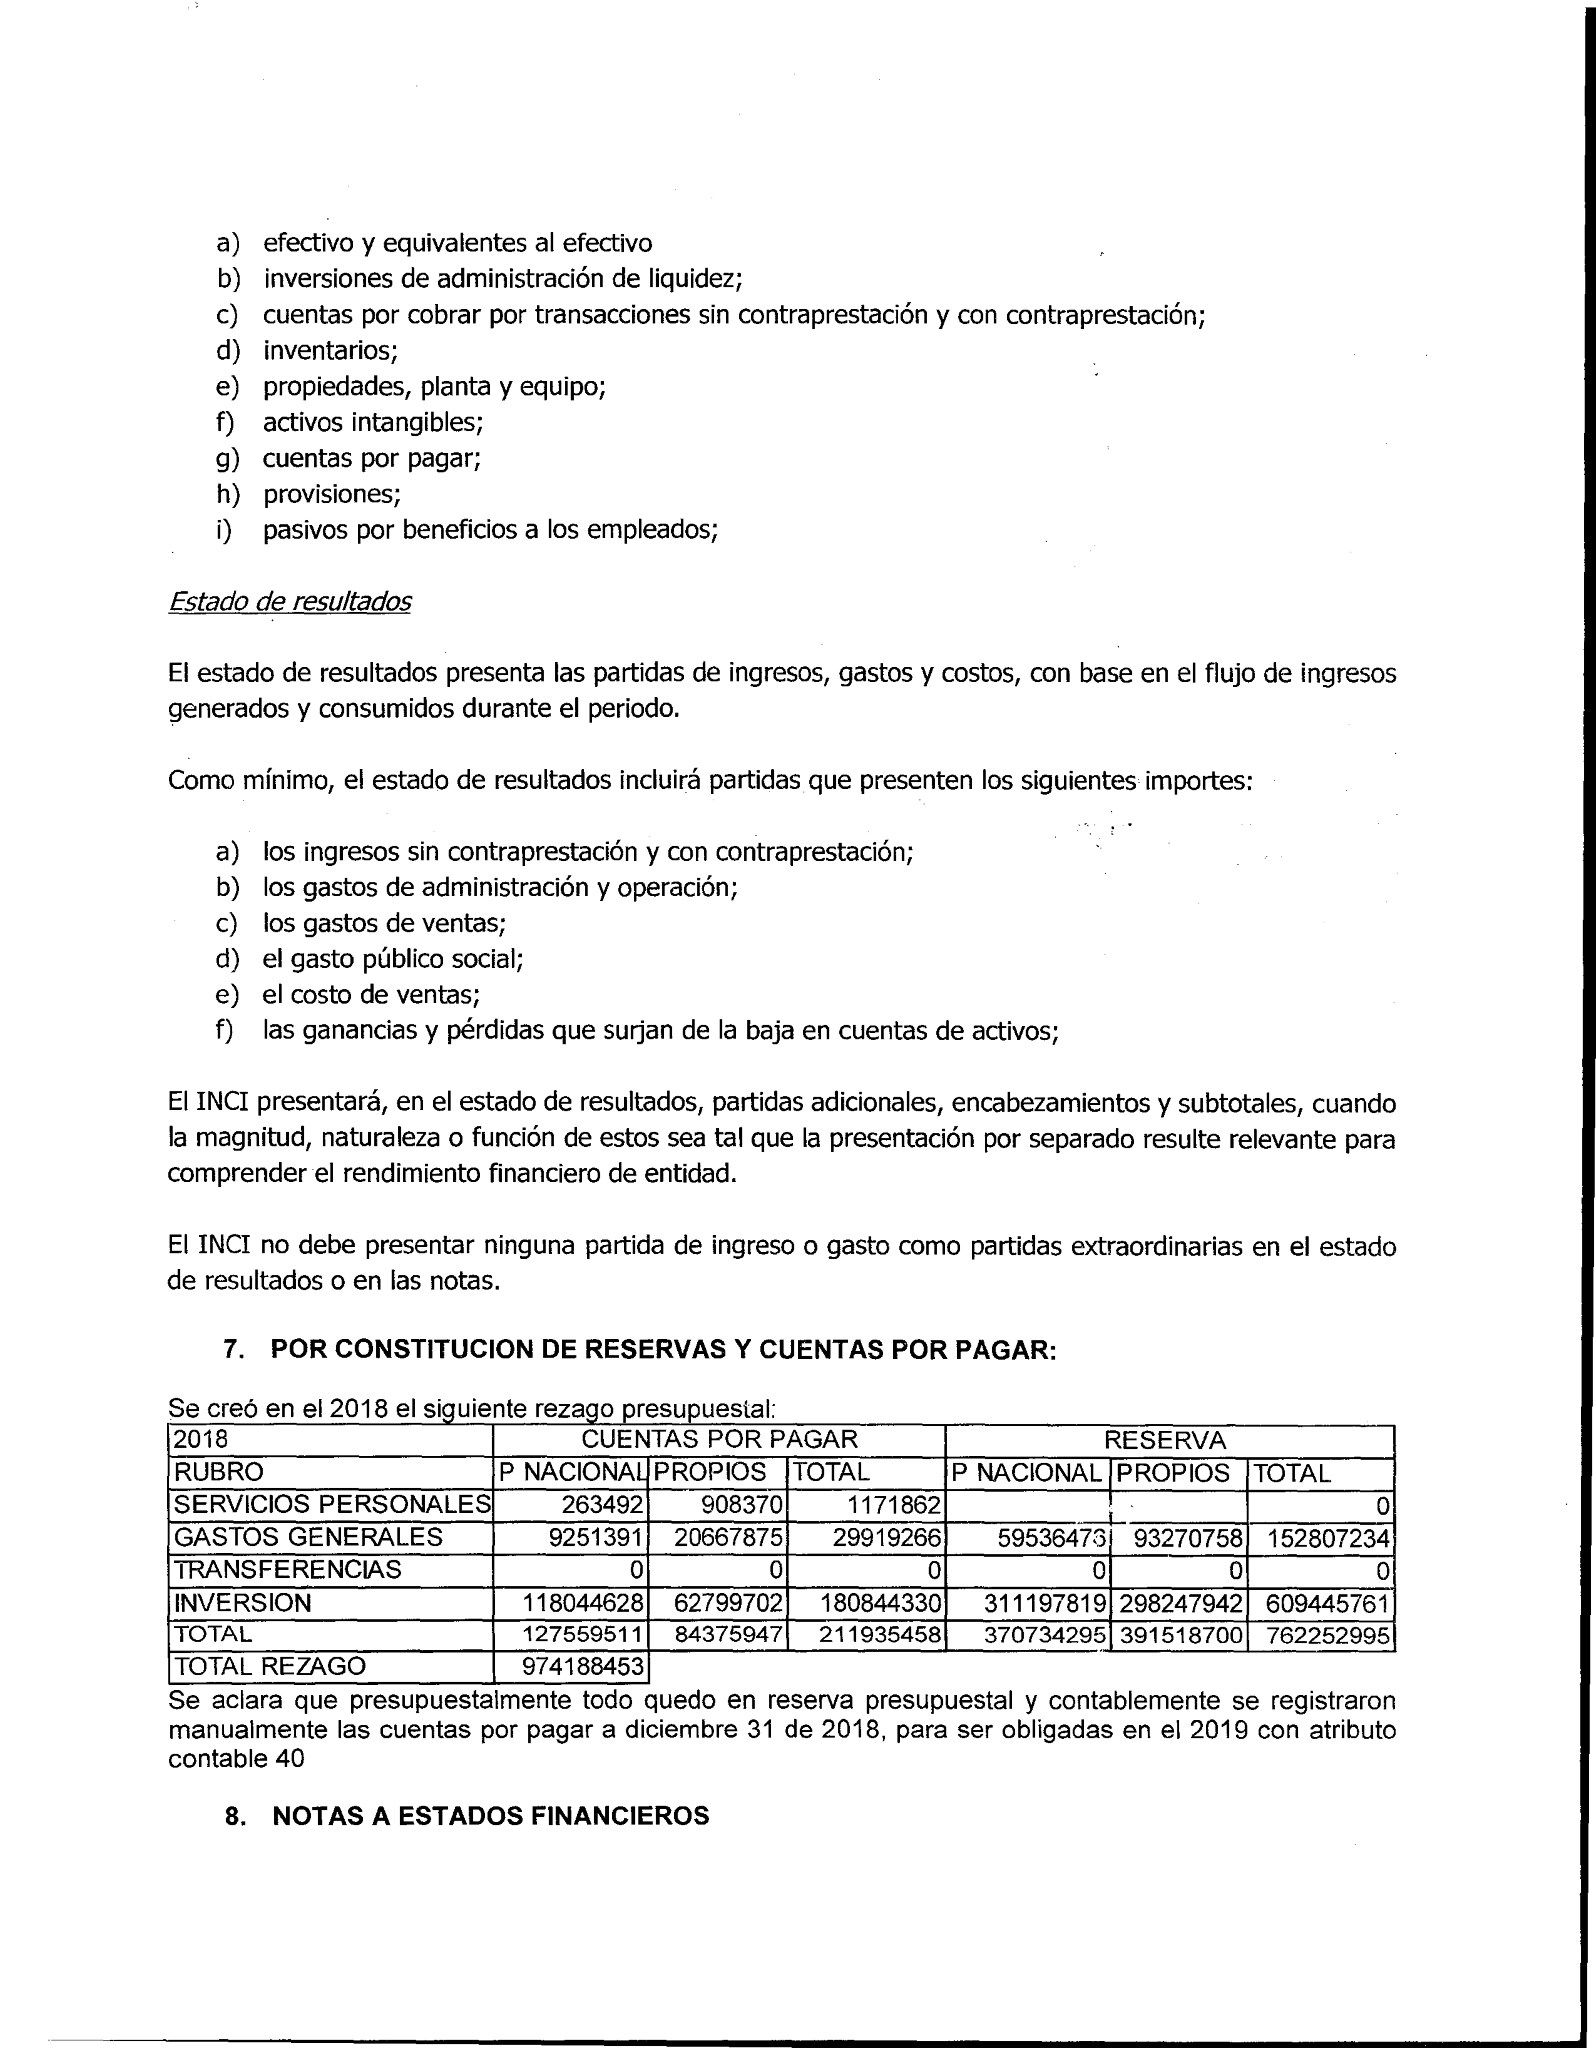 a) efectivo y equivalentes al efectivo
b) inversiones de administración de liquidez;
c) cuentas por cobrar por transacciones sin contraprestación y con contraprestación;
d) inventarios;
e) propiedades, planta y equipo;
f) activos intangibles;
g) cuentas por pagar;
h) provisiones;
i) pasivos por beneficios a los empleados;
Estado de resultados
El estado de resultados presenta las partidas de ingresos, gastos y costos, con base en el flujo de ingresos
generados y consumidos durante el periodo.
Como mínimo, el estado de resultados incluirá partidas que presenten los siguientes importes:
a) los ingresos sin contraprestación y con contraprestación;
b) los gastos de administración y operación;
c) los gastos de ventas;
d) el gasto público social;
e) el costo de ventas;
f) las ganancias y pérdidas que surjan de la baja en cuentas de activos;
El INCI presentará, en el estado de resultados, partidas adicionales, encabezamientos y subtotales, cuando
la magnitud, naturaleza o función de estos sea tal que la presentación por separado resulte relevante para
comprender el rendimiento financiero de entidad.
El INCI no debe presentar ninguna partida de ingreso o gasto como partidas extraordinarias en el estado
de resultados o en las notas.
7. POR CONSTITUCION DE RESERVAS Y CUENTAS POR PAGAR:
Se creó en el 2018 el siguiente rezago presupuestal:
2018 CUENTAS POR PAGAR RESERVA
RUBRO P NACIONAL PROPIOS TOTAL P NACIONAL PROPIOS TOTAL
SERVICIOS PERSONALES 263492 908370 1171862 0
GASTOS GENERALES 9251391 20667875 29919266 59536476 93270758 152807234
TRANSFERENCIAS 0 0 0 0 0 0
INVERSION 118044628 62799702 180844330 311197819 298247942 609445761
TOTAL 127559511 84375947 211935458 370734295 391518700 762252995
TOTAL REZAGO 974188453
Se aclara que presupuestalmente todo quedo en reserva presupuestal y contablemente se registraron
manualmente las cuentas por pagar a diciembre 31 de 2018, para ser obligadas en el 2019 con atributo
contable 40
8. NOTAS A ESTADOS FINANCIEROS